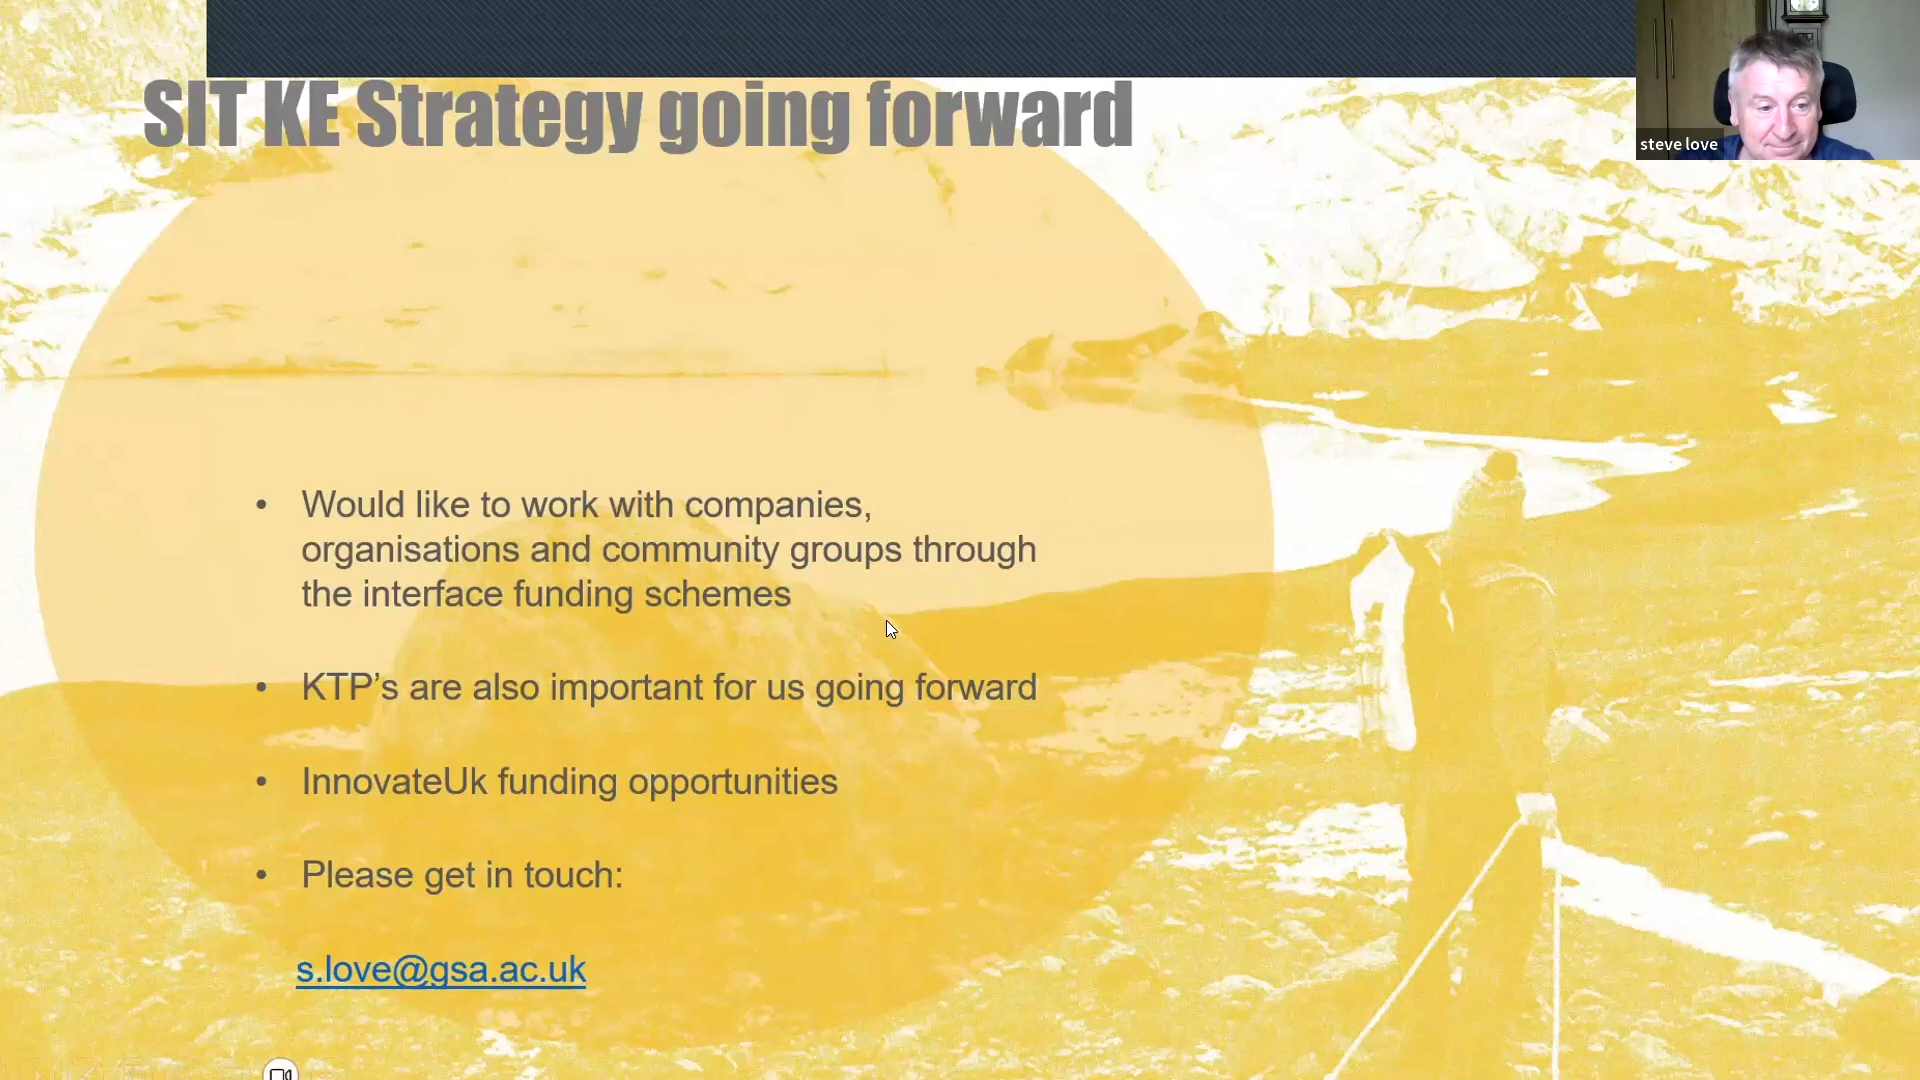 SIT KE Strategy going forward
steve love
• Would like to work with companies,
organisations and community groups through
the interface funding schemes
• KTP’s are also important for us going forward
• InnovateUk funding opportunities
• Please get in touch:
s.love@gsa.ac.uk